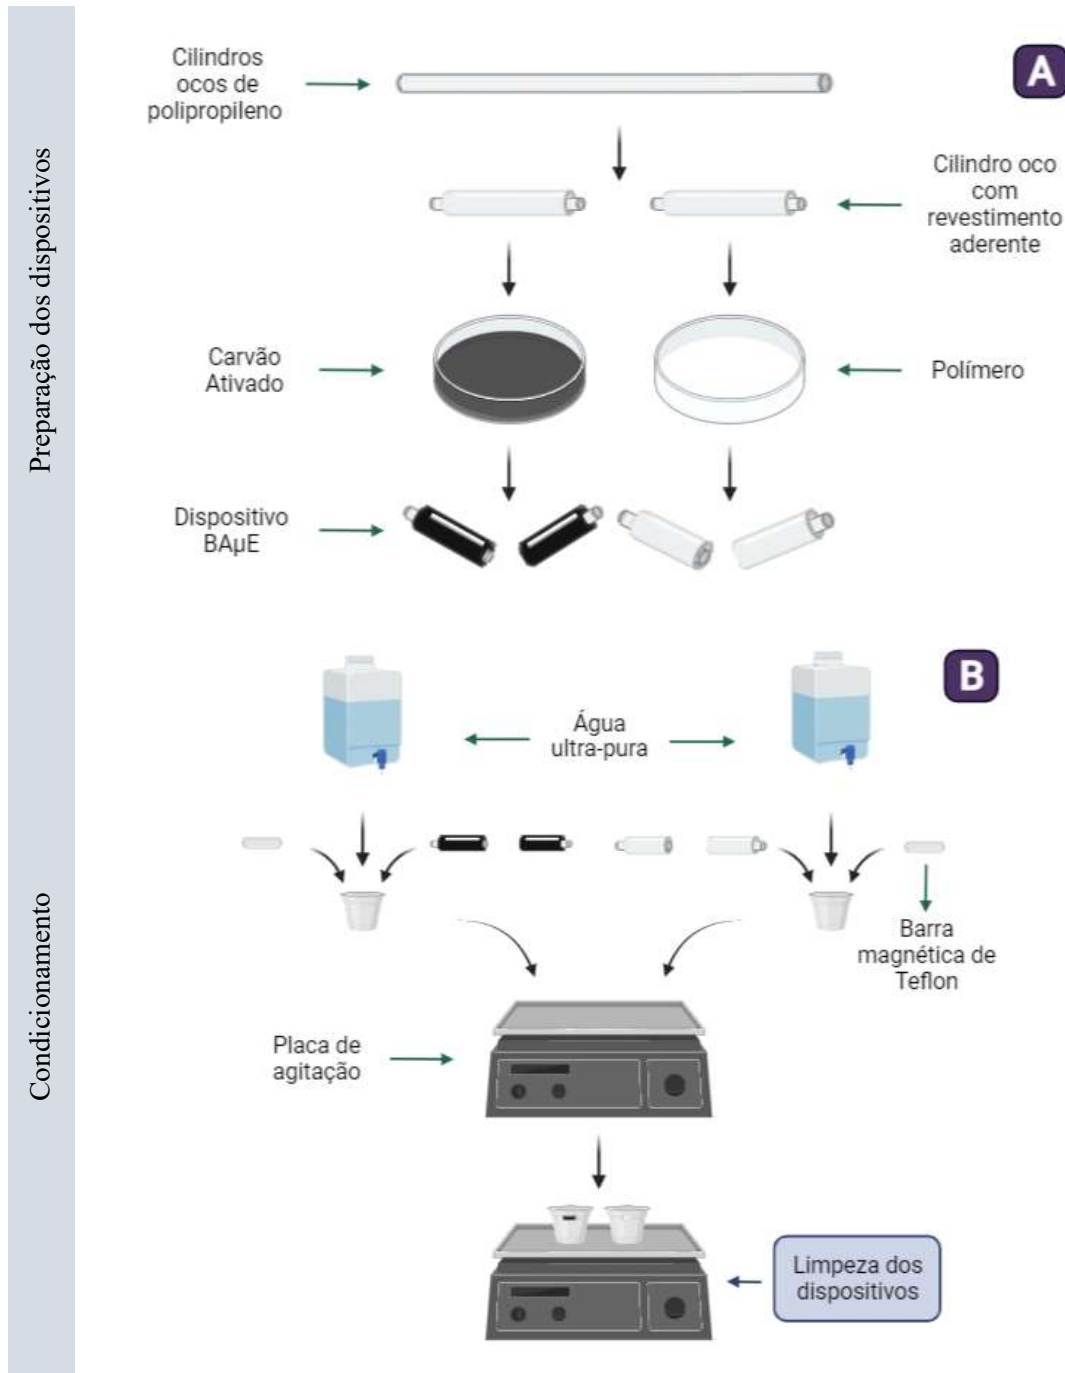 Preparação dos dispositivos
A
Cilindros
ocos de
polipropileno
Cilindro oco
com
revestimento
aderente
Carvão
Ativado
Polímero
Dispositivo
BAµE
Condicionamento
B
Água
ultra-pura
Barra
magnética de
Teflon
Placa de
agitação
Limpeza dos
dispositivos